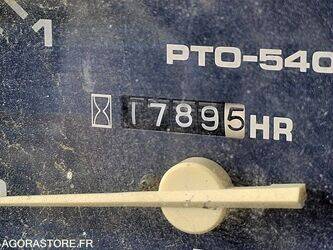 1
PTO-540
17895 HR
AGORASTORE.FR